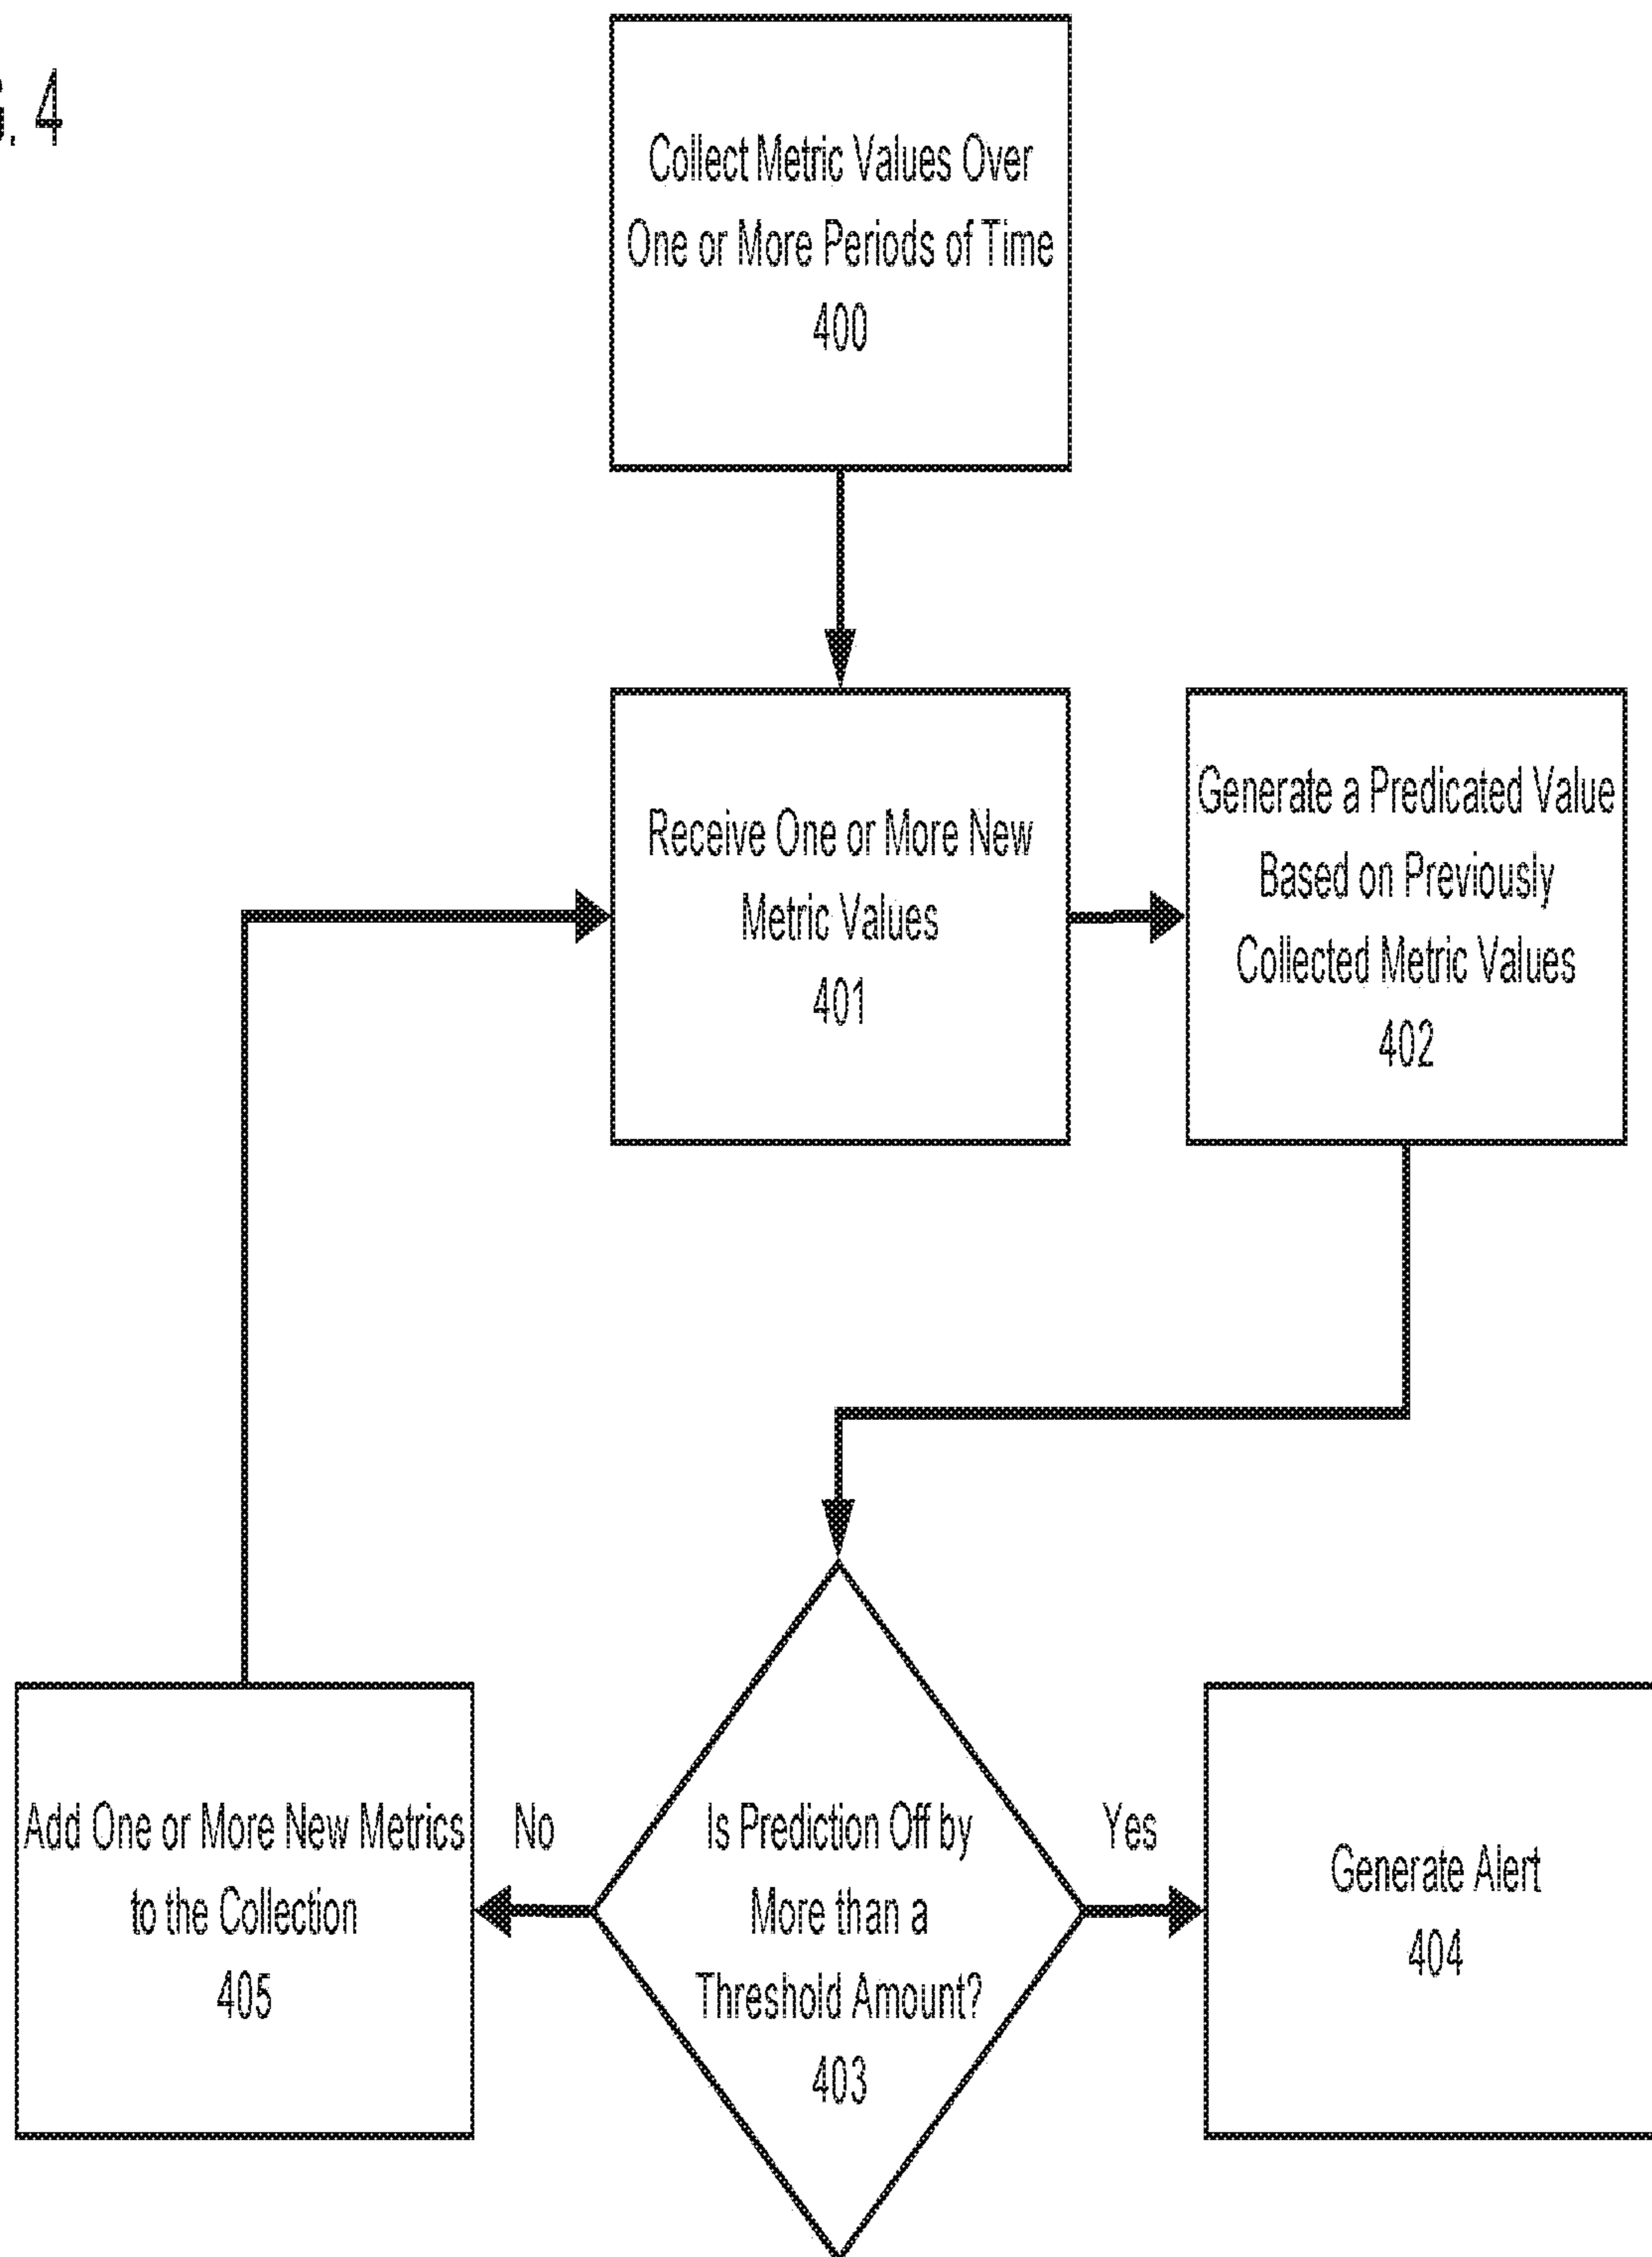 . 4
Collect Metric Values Over
One or More Periods of Time
400
Receive One or More New
Metric Values
401
Generate a Predicated Value
Based on Previously
Collected Metric Values
402
Is Prediction Off by
More than a
Threshold Amount?
403
Yes
No
Generate Alert
404
Add One or More New Metrics
to the Collection
405